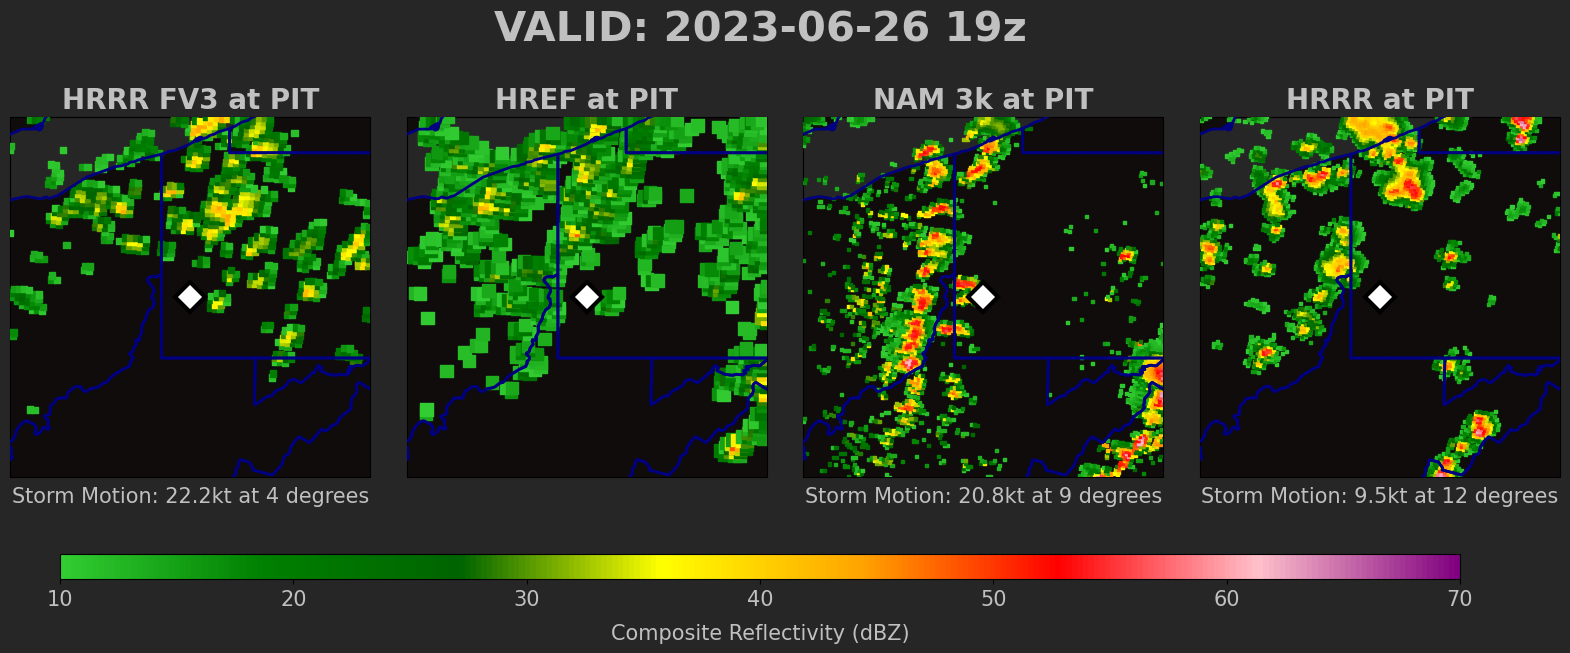 VALID: 2023-06-26 19z
HRRR FV3 at PIT
HREF at PIT
NAM 3k at PIT
HRRR at PIT
Storm Motion: 22.2kt at 4 degrees
Storm Motion: 20.8kt at 9 degrees
Storm Motion: 9.5kt at 12 degrees
10 20 30 40 50 60 70
Composite Reflectivity (dBZ)